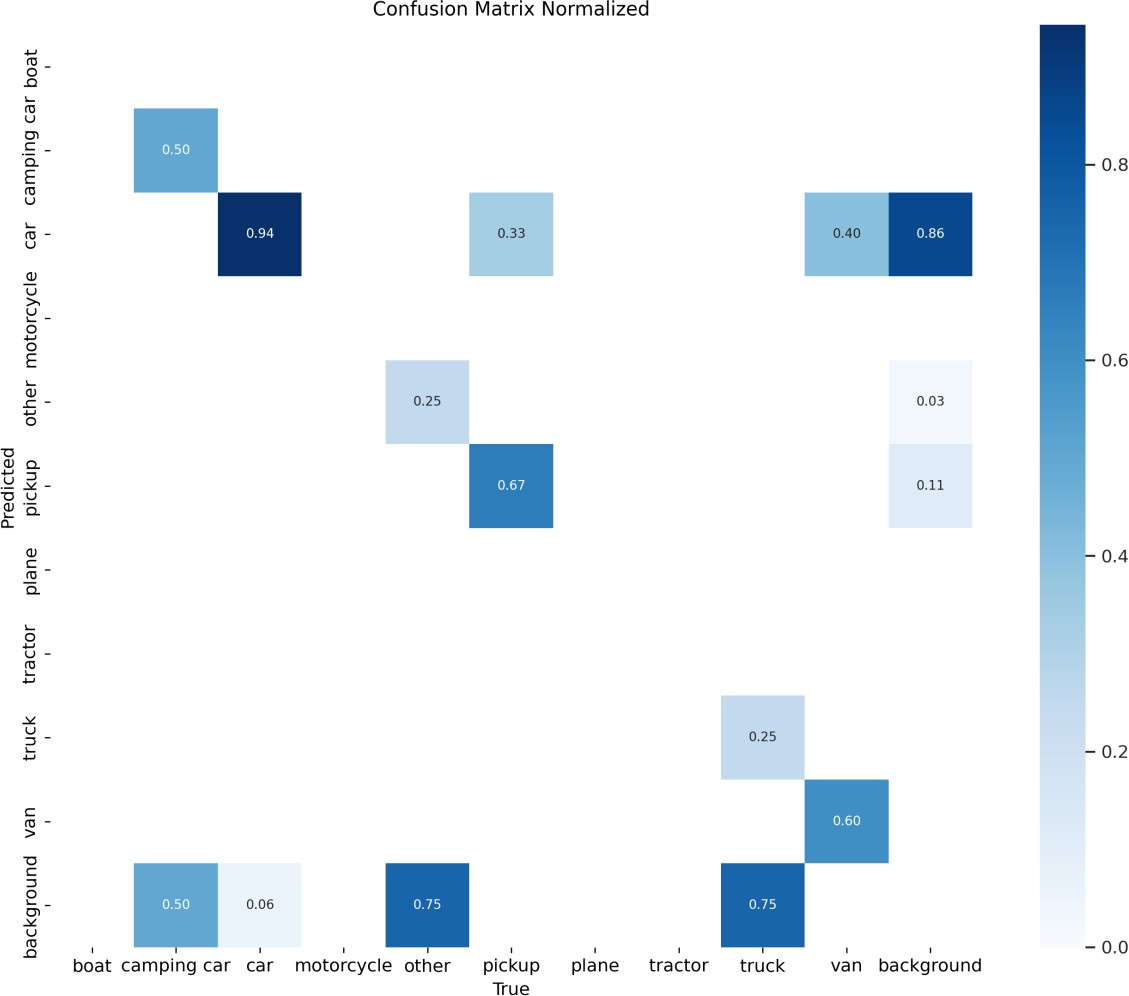 Confusion Matrix Normalized
boat
camping car
0.50
car
0.94
0.33
0.40
0.86
motorcycle
other
0.25
0.03
Predicted
pickup
0.67
0.11
plane
tractor
truck
0.25
van
0.60
background
0.50
0.06
0.75
0.75
boat camping car car motorcycle other pickup plane tractor truck van background
True
0.8
0.6
0.4
0.2
0.0